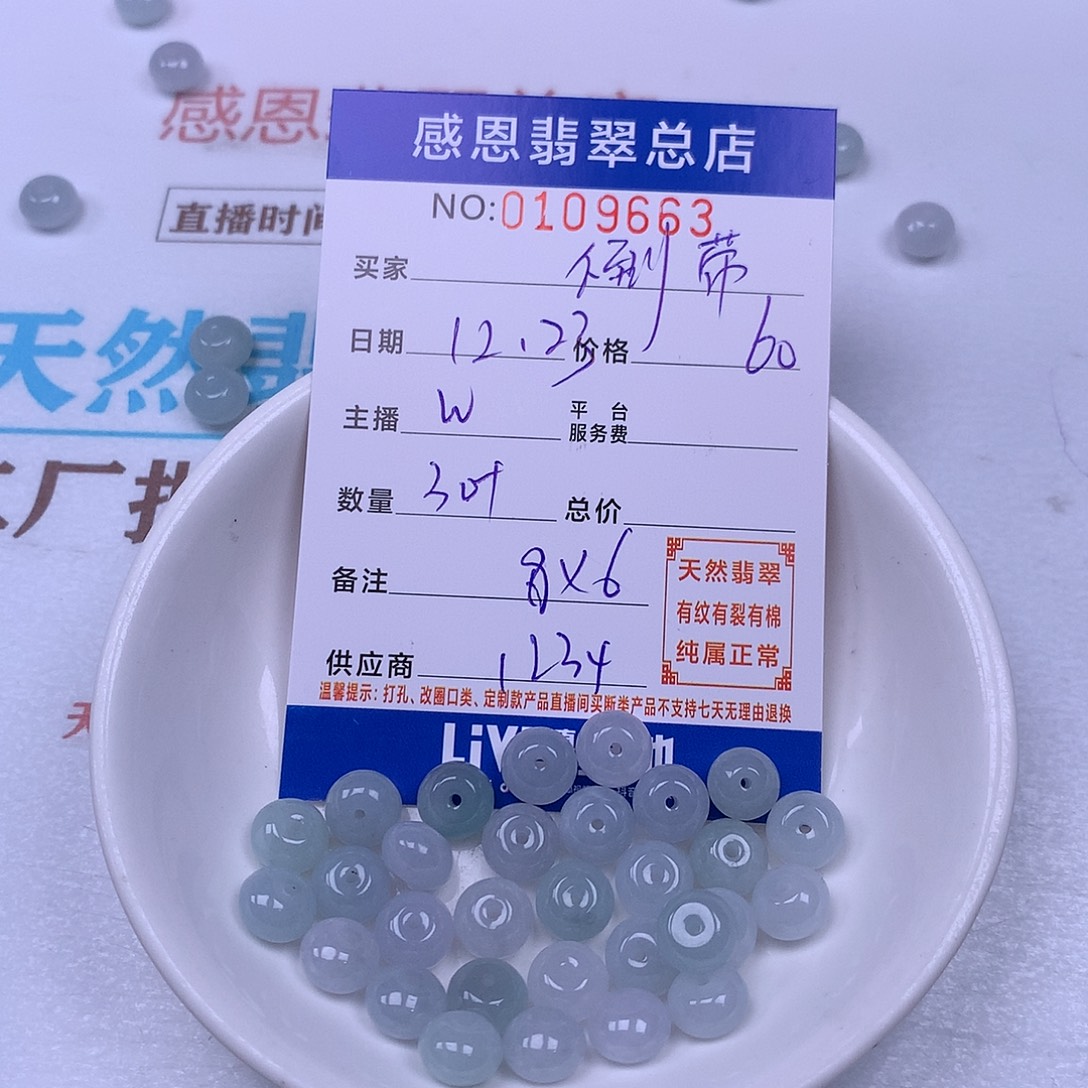 感恩
直播时间
天然翡
工厂
感恩翡翠总店
NO:0109663
买家
日期 12.23 价格 60
主播 W 平台服务费
数量 3 总价
备注 8X6
天然翡翠
有纹有裂有棉
纯属正常
供应商 1234
温馨提示：打孔、改圈口类、定制款产品直播间买断类产品不支持七天无理由退换
LiV